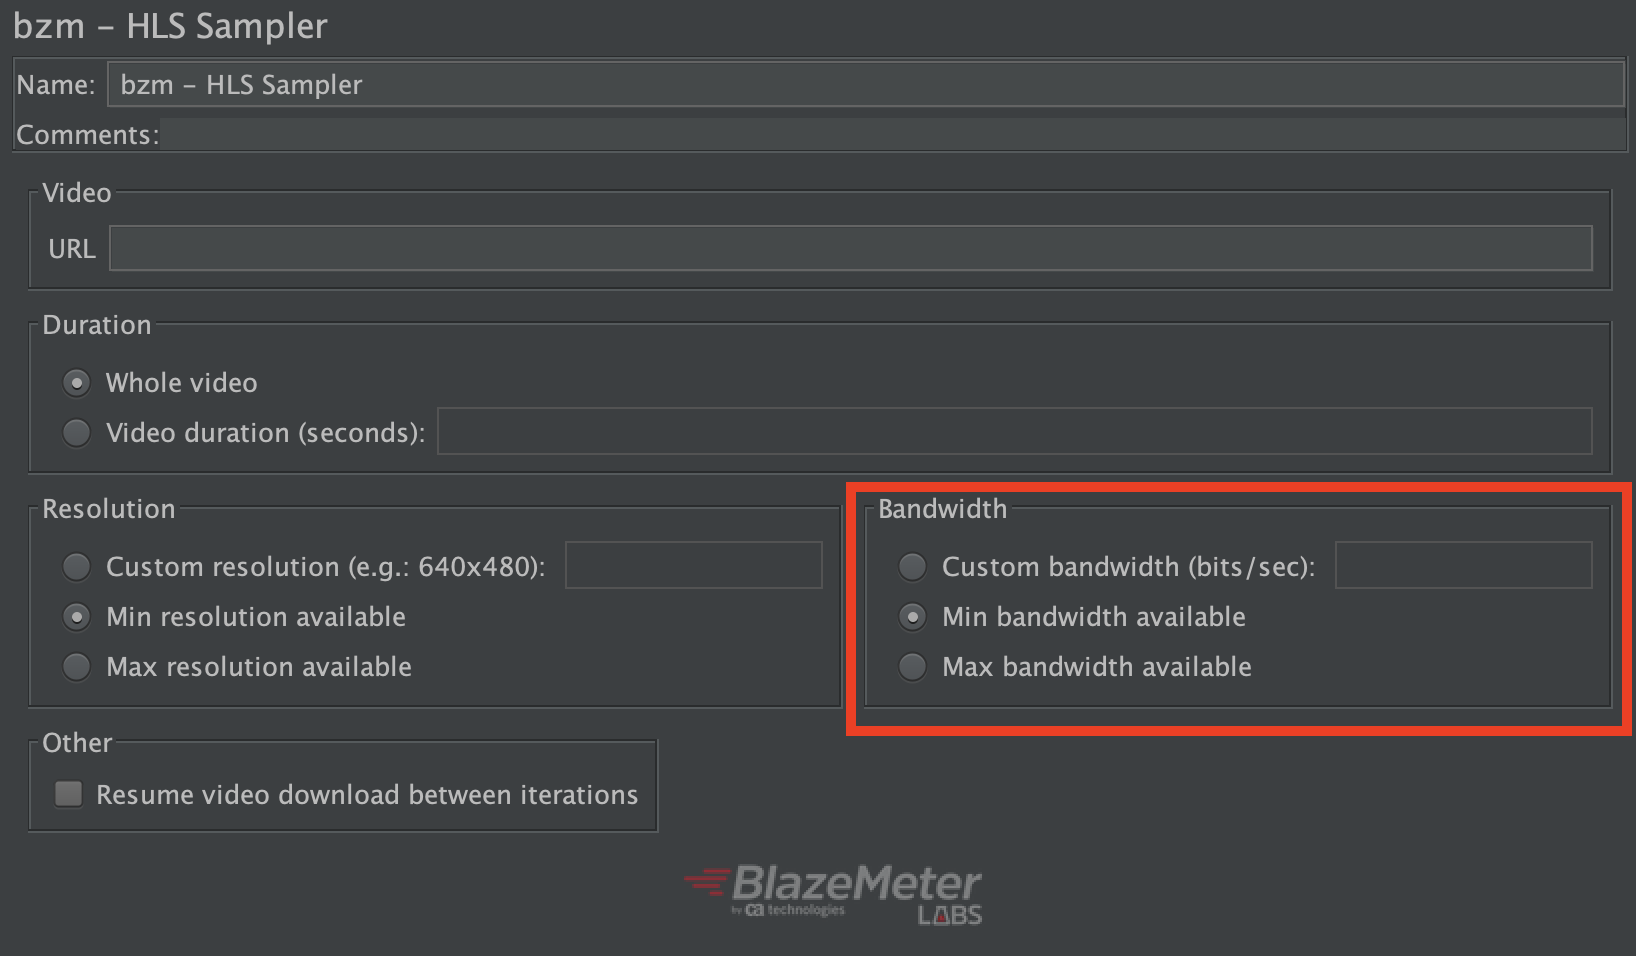 bzm – HLS Sampler
Name: bzm – HLS Sampler
Comments:
Video
URL
Duration
Whole video
Video duration (seconds):
Resolution
Custom resolution (e.g.: 640x480):
Min resolution available
Max resolution available
Bandwidth
Custom bandwidth (bits/sec):
Min bandwidth available
Max bandwidth available
Other
Resume video download between iterations
BlazeMeter
by ca technologies
LABS